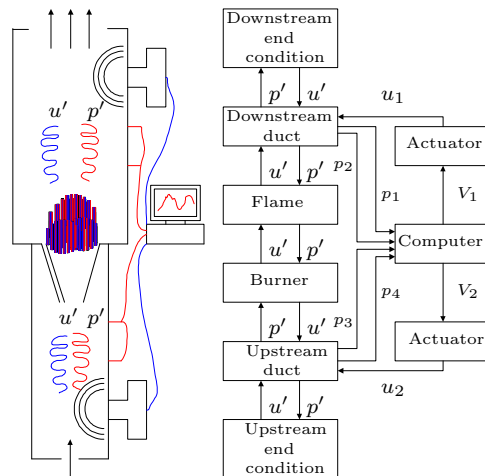 u′ p′
u′ p′
Downstream
end
condition
p′ u′
Downstream
duct
u′ p′
Flame
u′ p′
Burner
p′ u′
Upstream
duct
u′ p′
Upstream
end
condition
u1
Actuator
p2
p1
V1
Computer
p3
p4
V2
Actuator
u2